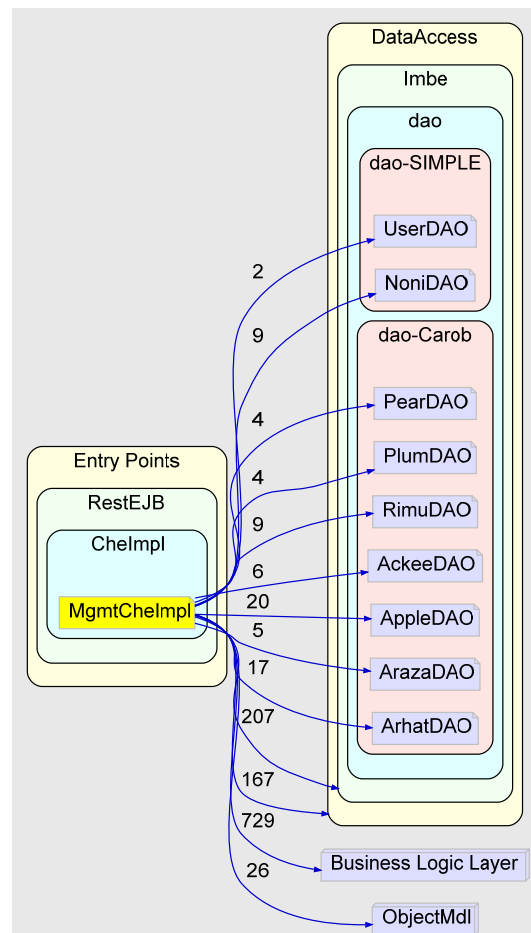 DataAccess
Imbe
dao
dao-SIMPLE
UserDAO
2
NoniDAO
9
dao-Carob
PearDAO
4
Entry Points
PlumDAO
4
RestEJB
RimuDAO
9
CheImpl
AckeeDAO
6
MgmtCheImpl
20
AppleDAO
5
ArazaDAO
17
207
ArhatDAO
167
729
Business Logic Layer
26
ObjectMdl